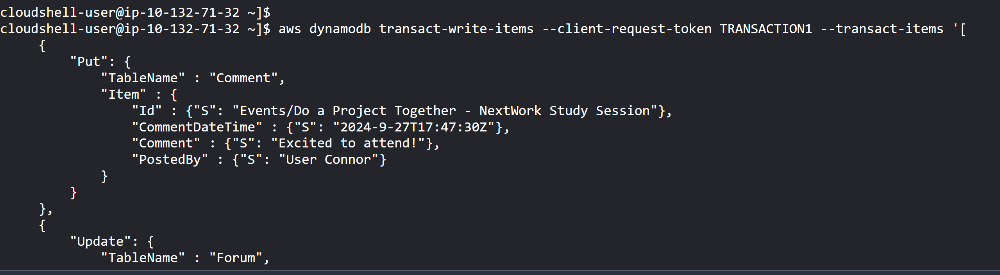 cloudshell-user@ip-10-132-71-32 ~]$
cloudshell-user@ip-10-132-71-32 ~]$ aws dynamodb transact-write-items --client-request-token TRANSACTION1 --transact-items '[
{
"Put": {
"TableName" : "Comment",
"Item" : {
"Id" : {"S": "Events/Do a Project Together - NextWork Study Session"},
"CommentDateTime" : {"S": "2024-9-27T17:47:30Z"},
"Comment" : {"S": "Excited to attend!"},
"PostedBy" : {"S": "User Connor"}
}
}
},
{
"Update": {
"TableName" : "Forum",